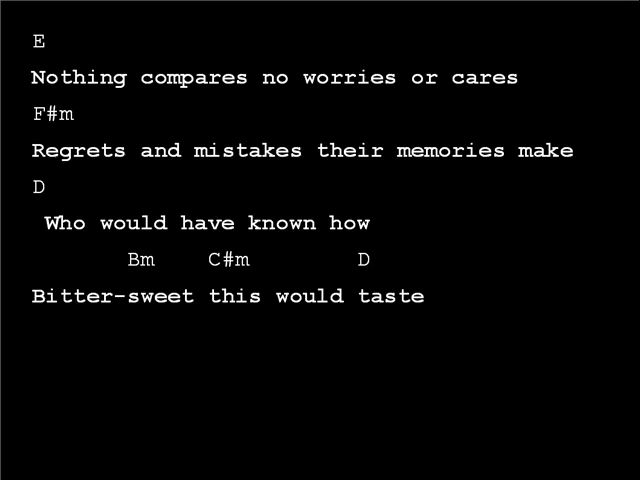 E
Nothing compares no worries or cares
F#m
Regrets and mistakes their memories make
D
Who would have known how
Bm C#m D
Bitter-sweet this would taste